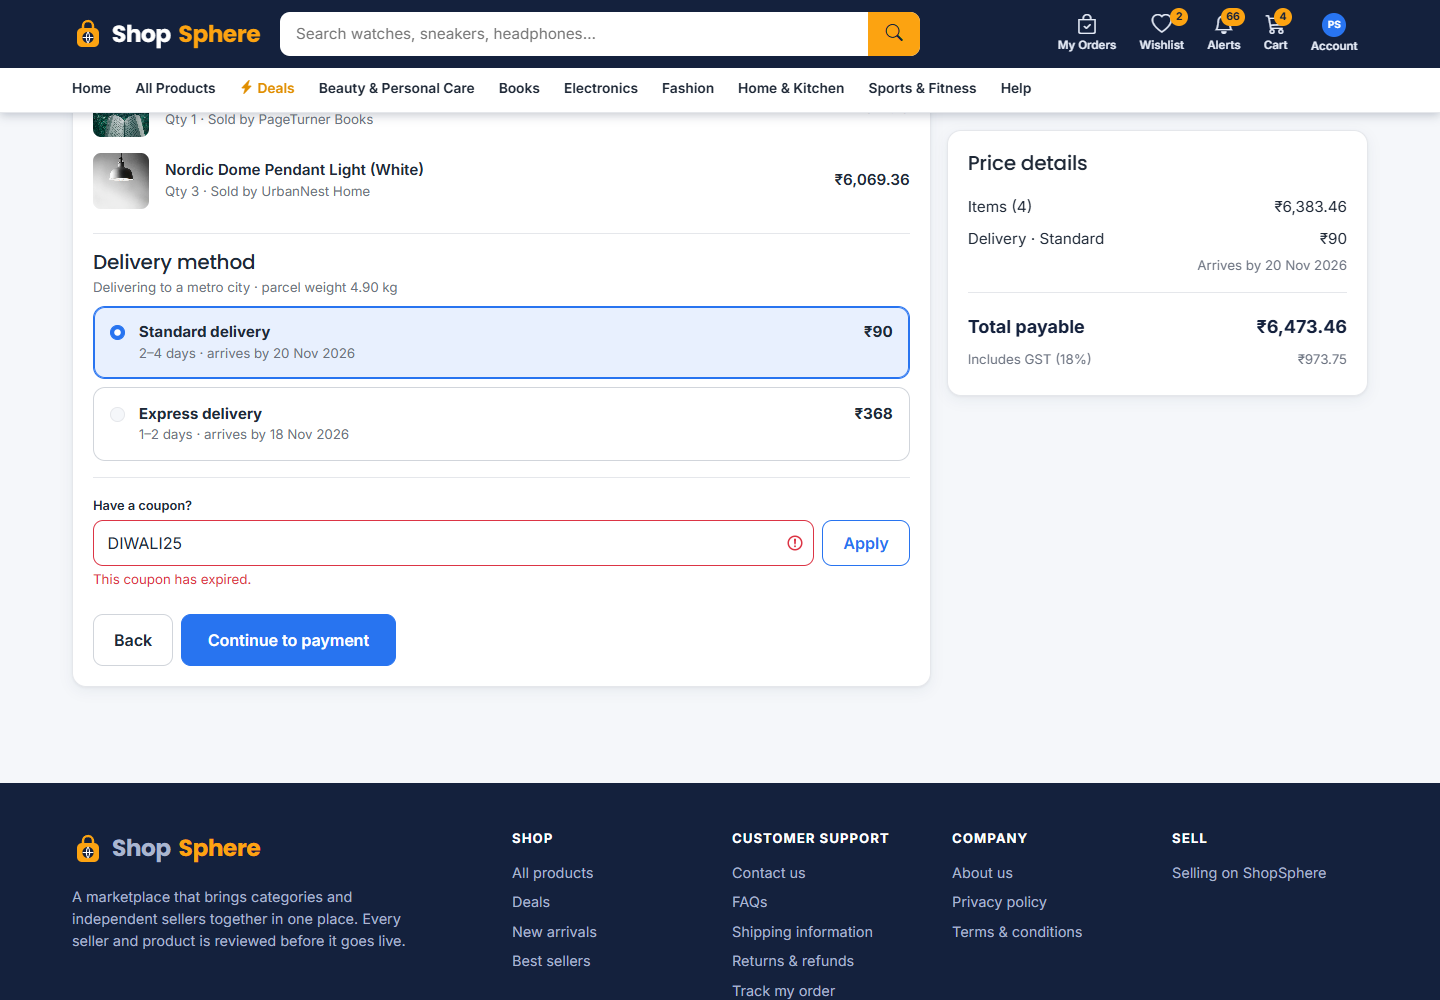 Shop Sphere
Search watches, sneakers, headphones...
My Orders
2
Wishlist
66
Alerts
4
Cart
PS
Account
Home
All Products
Deals
Beauty & Personal Care
Books
Electronics
Fashion
Home & Kitchen
Sports & Fitness
Help
Qty 1 · Sold by PageTurner Books
Nordic Dome Pendant Light (White)
Qty 3 · Sold by UrbanNest Home
₹6,069.36
Delivery method
Delivering to a metro city · parcel weight 4.90 kg
Standard delivery
₹90
2–4 days · arrives by 20 Nov 2026
Express delivery
₹368
1–2 days · arrives by 18 Nov 2026
Have a coupon?
DIWALI25
Apply
This coupon has expired.
Back
Continue to payment
Price details
Items (4)
₹6,383.46
Delivery · Standard
₹90
Arrives by 20 Nov 2026
Total payable
₹6,473.46
Includes GST (18%)
₹973.75
Shop Sphere
A marketplace that brings categories and
independent sellers together in one place. Every
seller and product is reviewed before it goes live.
SHOP
All products
Deals
New arrivals
Best sellers
CUSTOMER SUPPORT
Contact us
FAQs
Shipping information
Returns & refunds
Track my order
COMPANY
About us
Privacy policy
Terms & conditions
SELL
Selling on ShopSphere